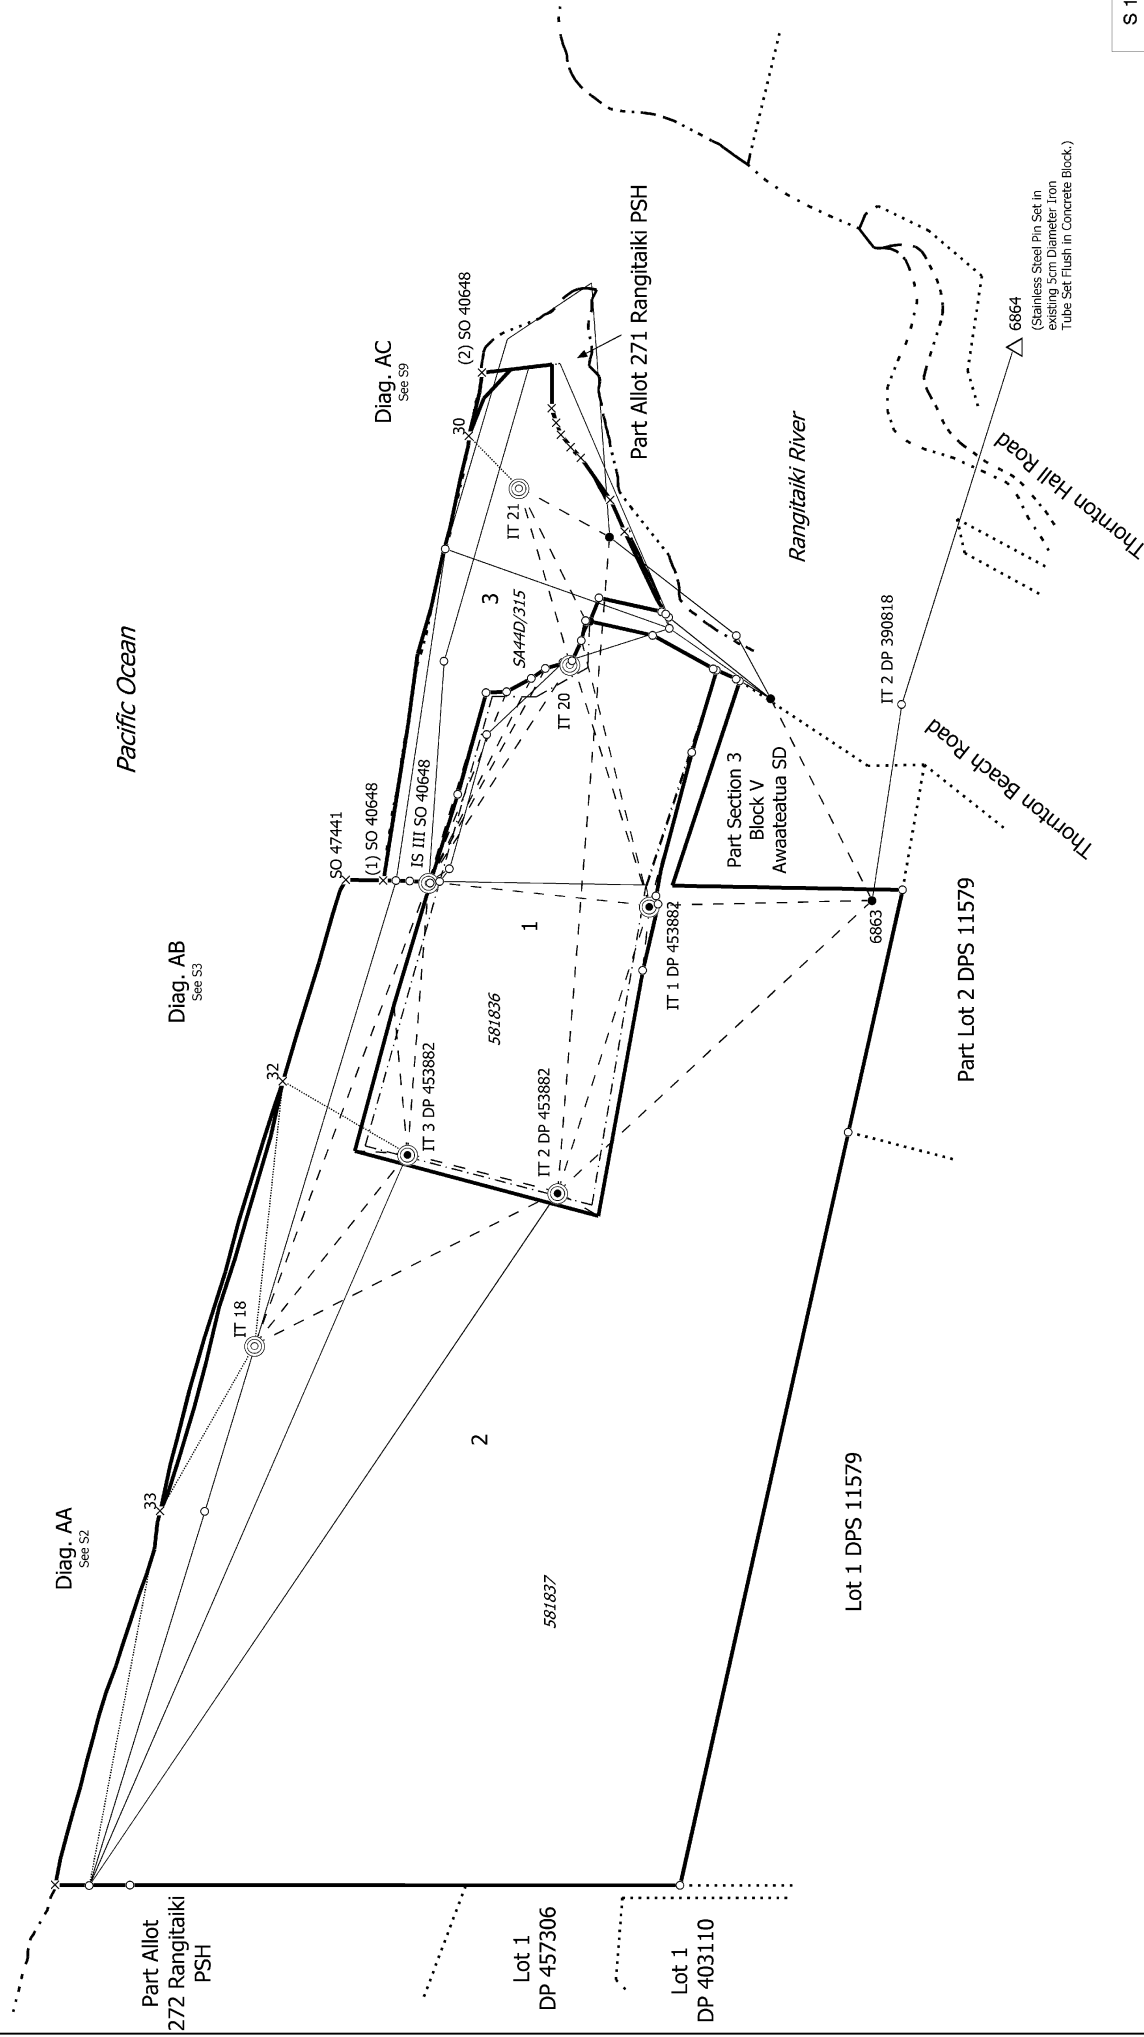 Pacific Ocean
Diag. AA
See S2
Diag. AB
See S3
Diag. AC
See S9
33
32
30
SO 47441
(1) SO 40648
(2) SO 40648
IS III SO 40648
IT 18
IT 21
IT 20
3
SA44D/315
Part Allot 271 Rangitaiki PSH
Rangitaiki River
1
581836
IT 3 DP 453882
IT 2 DP 453882
IT 1 DP 453882
2
581837
Part Section 3
Block V
Awaateatua SD
6863
IT 2 DP 390818
6864
(Stainless Steel Pin Set in
existing 5cm Diameter Iron
Tube Set Flush in Concrete Block.)
Thornton Hall Road
Thornton Beach Road
Part Lot 2 DPS 11579
Lot 1 DPS 11579
Part Allot
272 Rangitaiki
PSH
Lot 1
DP 457306
Lot 1
DP 403110
S 1